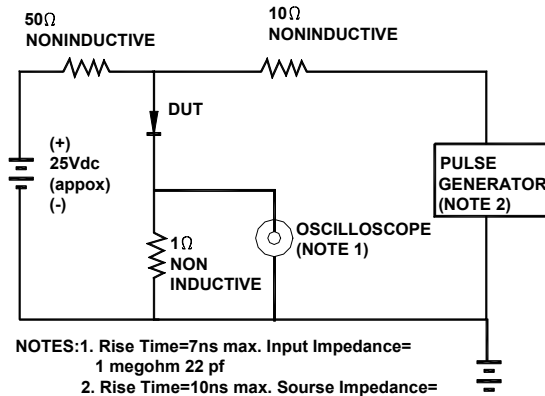 50Ω
NONINDUCTIVE
10Ω
NONINDUCTIVE
DUT
(+)
25Vdc
(appox)
(-)
PULSE
GENERATOR
(NOTE 2)
1Ω
NON
INDUCTIVE
OSCILLOSCOPE
(NOTE 1)
NOTES:1. Rise Time=7ns max. Input Impedance=
1 megohm 22 pf
2. Rise Time=10ns max. Sourse Impedance=